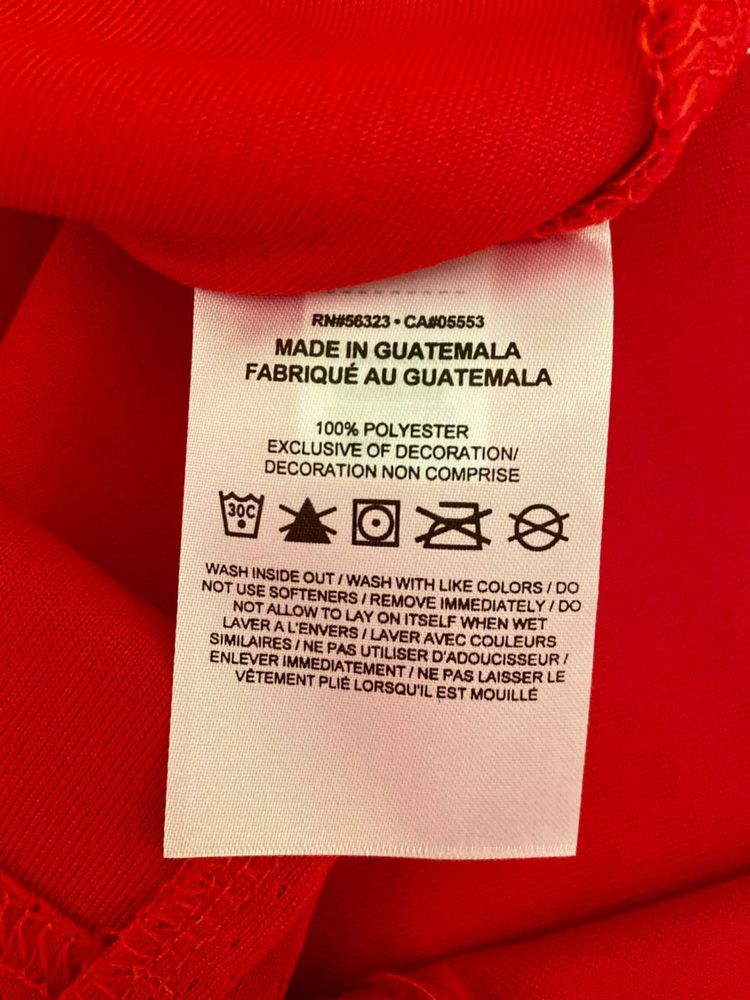 RN#56323 • CA#05553
MADE IN GUATEMALA
FABRIQUÉ AU GUATEMALA
100% POLYESTER
EXCLUSIVE OF DECORATION/
DECORATION NON COMPRISE
30C
WASH INSIDE OUT / WASH WITH LIKE COLORS / DO
NOT USE SOFTENERS / REMOVE IMMEDIATELY / DO
NOT ALLOW TO LAY ON ITSELF WHEN WET
LAVER A L'ENVERS / LAVER AVEC COULEURS
SIMILAIRES / NE PAS UTILISER D'ADOUCISSEUR /
ENLEVER IMMEDIATEMENT / NE PAS LAISSER LE
VÊTEMENT PLIÉ LORSQU'IL EST MOUILLÉ